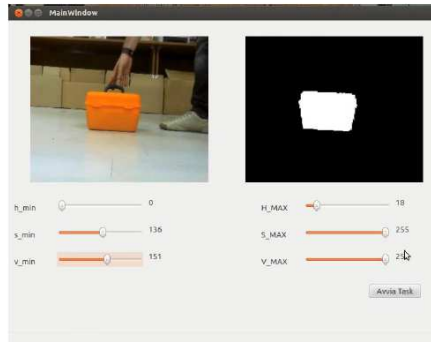 MainWindow
h_min 0 H_MAX 18
s_min 136 S_MAX 255
v_min 151 V_MAX
Avvia Task